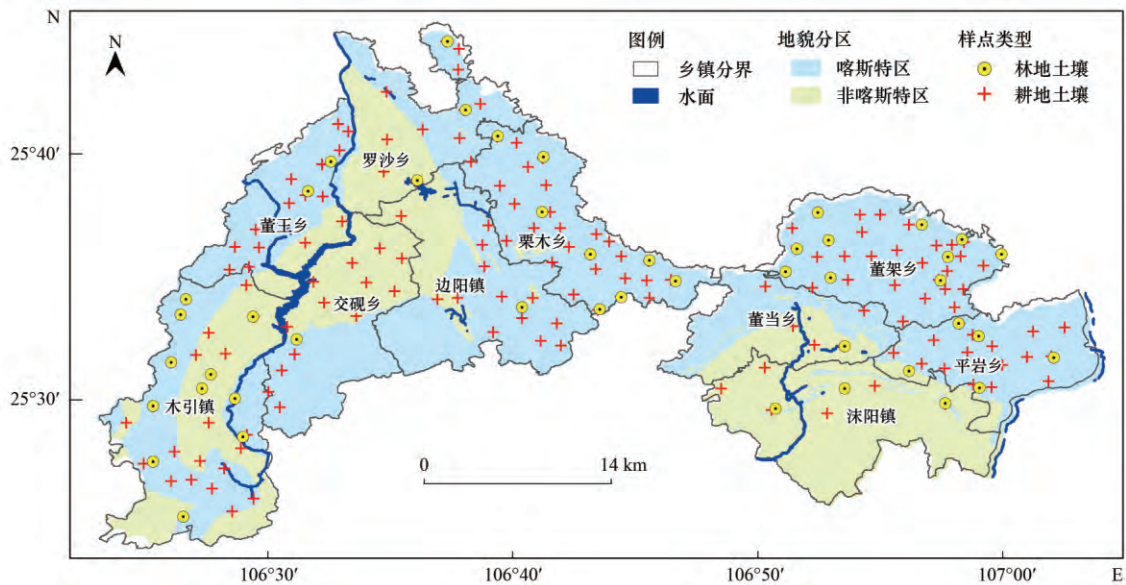 N
N
图例
地貌分区
样点类型
乡镇分界
喀斯特区
林地土壤
水面
非喀斯特区
耕地土壤
25°40′
罗沙乡
董王乡
栗木乡
董架乡
边阳镇
交砚乡
董当乡
平岩乡
25°30′
木引镇
沫阳镇
0
14 km
106°30′
106°40′
106°50′
107°00′
E